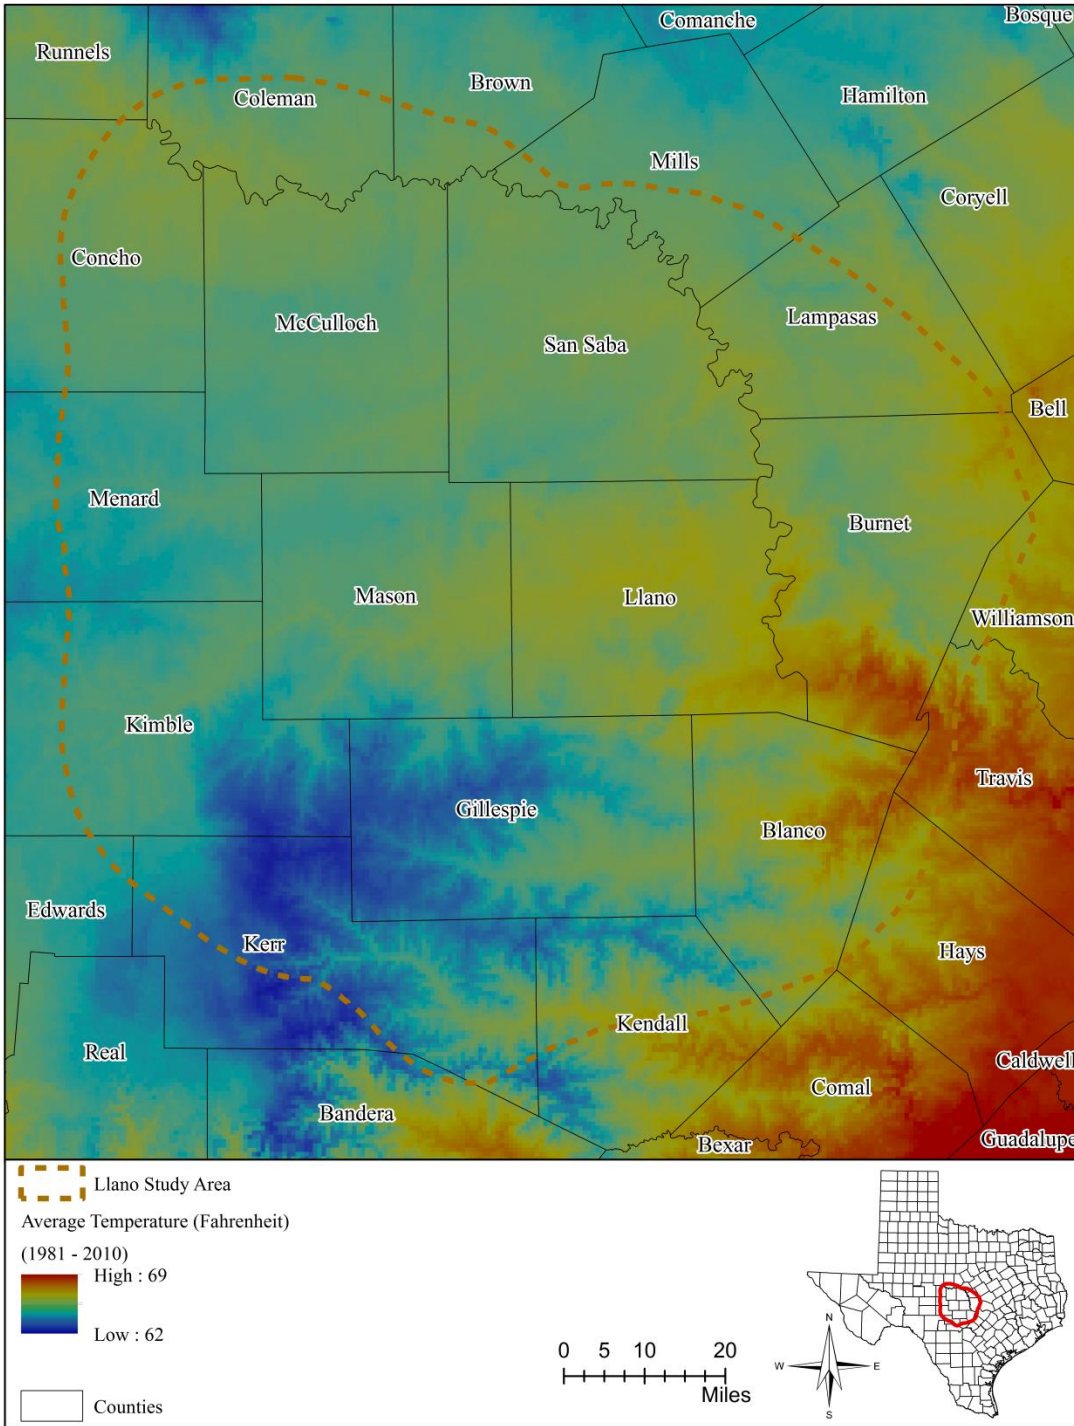 Bosque
Comanche
Runnels
Brown
Coleman
Hamilton
Mills
Coryell
Concho
McCulloch
San Saba
Lampasas
Bell
Menard
Burnet
Mason
Llano
Williamson
Kimble
Travis
Gillespie
Blanco
Edwards
Kerr
Hays
Kendall
Real
Caldwell
Comal
Bandera
Bexar
Guadalupe
Llano Study Area
Average Temperature (Fahrenheit)
(1981 - 2010)
High : 69
Low : 62
Counties
0 5 10 20
Miles
N
W E
S